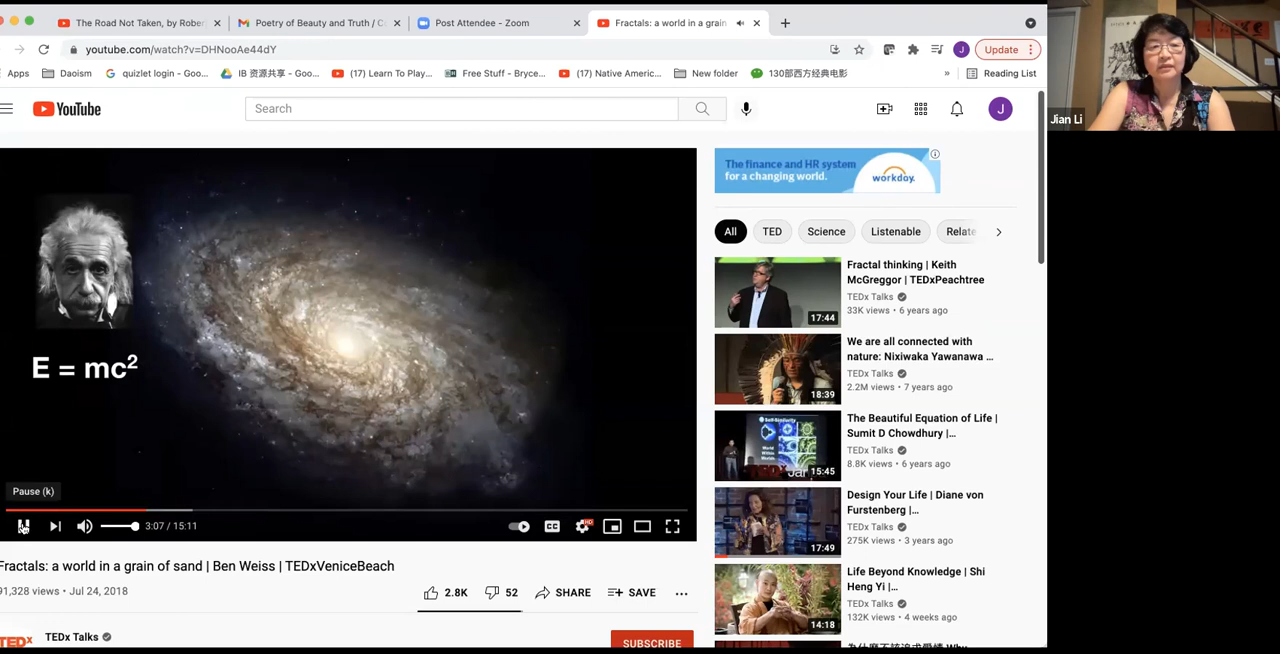 The Road Not Taken, by Rober
Poetry of Beauty and Truth / C
Post Attendee - Zoom
Fractals: a world in a grain
youtube.com/watch?v=DHNooAe44dY
J
Update
Apps
Daoism
quizlet login - Goo...
IB 资源共享 - Goo...
(17) Learn To Play...
Free Stuff - Bryce...
(17) Native Americ...
New folder
130部西方经典电影
»
Reading List
YouTube
Search
J
Jian Li
E = mc²
Pause (k)
3:07 / 15:11
CC
HD
Fractals: a world in a grain of sand | Ben Weiss | TEDxVeniceBeach
91,328 views • Jul 24, 2018
2.8K
52
SHARE
SAVE
...
TEDx
TEDx Talks
SUBSCRIBE
The finance and HR system
for a changing world.
workday.
All
TED
Science
Listenable
Relate
Fractal thinking | Keith
McGreggor | TEDxPeachtree
TEDx Talks
33K views • 6 years ago
17:44
We are all connected with
nature: Nixiwaka Yawanawa ...
TEDx Talks
2.2M views • 7 years ago
18:39
The Beautiful Equation of Life |
Sumit D Chowdhury |...
TEDx Talks
8.8K views • 6 years ago
Self-Similarity
15:45
Design Your Life | Diane von
Furstenberg |...
TEDx Talks
275K views • 3 years ago
17:49
Life Beyond Knowledge | Shi
Heng Yi |...
TEDx Talks
132K views • 4 weeks ago
14:18